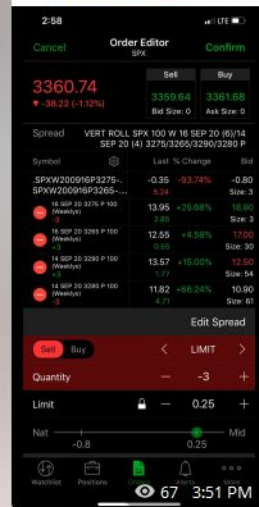 2:58
LTE
Cancel
Order Editor
SPX
Confirm
3360.74
-38.22 (-1.12%)
Sell
Buy
3359.64
3361.68
Bid Size: 0
Ask Size: 0
Spread
VERT ROLL SPX 100 W 16 SEP 20 (6)/14
SEP 20 (4) 3275/3265/3290/3280 P
Symbol
Last % Change
Bid
.SPXW200916P3275-.
SPXW200916P3265-...
-0.35 -93.74% -0.80
5.24 Size: 3
16 SEP 20 3275 P 100
(Weeklys)
-3
13.95 +25.68% 18.90
2.85 Size: 3
16 SEP 20 3265 P 100
(Weeklys)
+3
12.55 +4.58% 17.00
0.55 Size: 30
14 SEP 20 3290 P 100
(Weeklys)
+3
13.57 +15.00% 12.50
1.77 Size: 54
14 SEP 20 3280 P 100
(Weeklys)
-3
11.82 +66.24% 10.90
4.71 Size: 61
Edit Spread
Sell Buy
LIMIT
Quantity
-3
Limit
0.25
Nat
Mid
-0.8
0.25
Watchlist
Positions
Orders
Alerts
More
67 3:51 PM